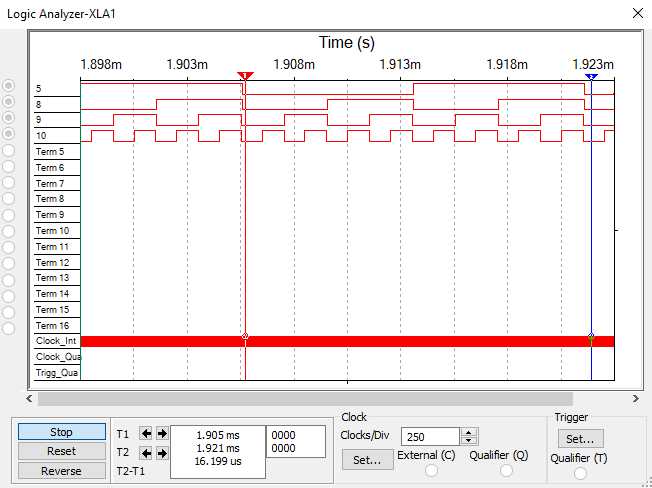 Logic Analyzer-XLA1
Time (s)
1.898m 1.903m 1.908m 1.913m 1.918m 1.923m
1 2
5
8
9
10
Term 5
Term 6
Term 7
Term 8
Term 9
Term 10
Term 11
Term 12
Term 13
Term 14
Term 15
Term 16
Clock_Int
Clock_Qua
Trigg_Qua
Stop
Reset
Reverse
T1 1.905 ms 0000
T2 1.921 ms 0000
T2-T1 16.199 us
Clock
Clocks/Div 250
Set... External (C) Qualifier (Q)
Trigger
Set...
Qualifier (T)